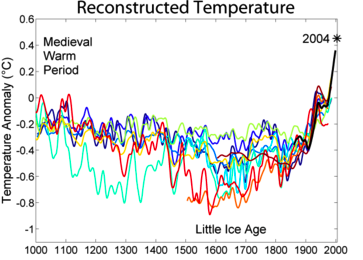 Reconstructed Temperature
0.6
Medieval
Warm
Period
2004 *
0.4
0.2
0
-0.2
-0.4
-0.6
-0.8
-1
Temperature Anomaly (°C)
Little Ice Age
1000 1100 1200 1300 1400 1500 1600 1700 1800 1900 2000